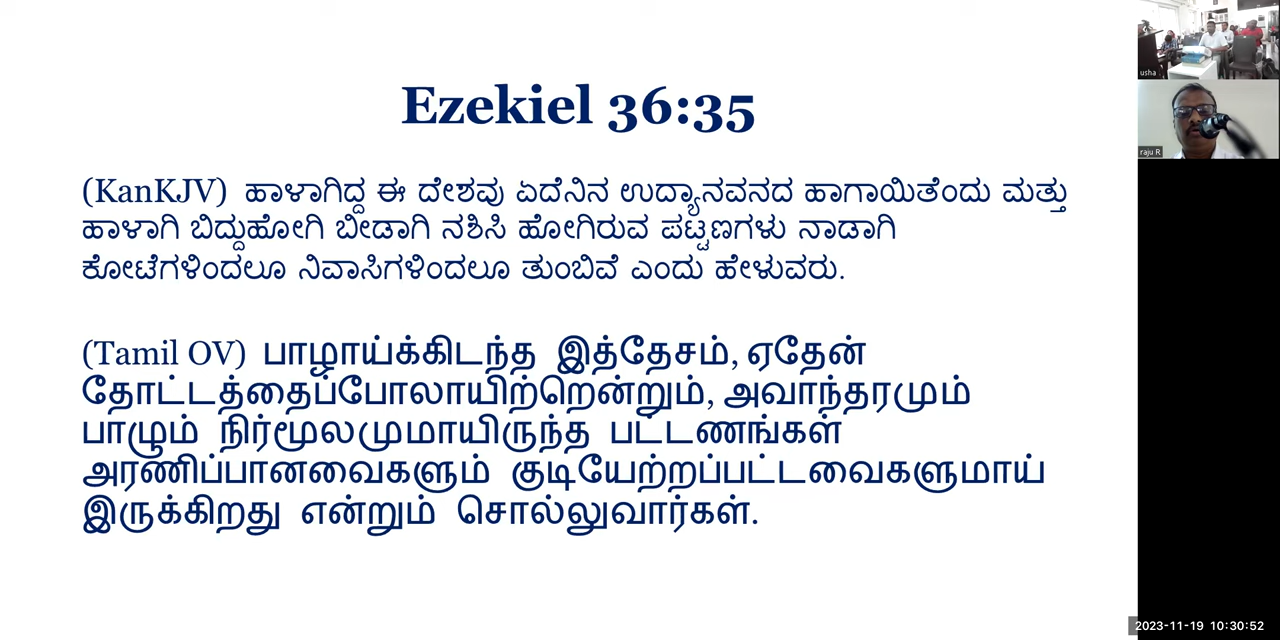 Ezekiel 36:35
(KanKJV) ಹಾಳಾಗಿದ್ದ ಈ ದೇಶವು ಏದೆನಿನ ಉದ್ಯಾನವನದ ಹಾಗಾಯಿತೆಂದು ಮತ್ತು
ಹಾಳಾಗಿ ಬಿದ್ದುಹೋಗಿ ಬೀಡಾಗಿ ನಶಿಸಿ ಹೋಗಿರುವ ಪಟ್ಟಣಗಳು ನಾಡಾಗಿ
ಕೋಟೆಗಳಿಂದಲೂ ನಿವಾಸಿಗಳಿಂದಲೂ ತುಂಬಿವೆ ಎಂದು ಹೇಳುವರು.
(Tamil OV) பாழாய்க்கிடந்த இத்தேசம், ஏதேன்
தோட்டத்தைப்போலாயிற்றென்றும், அவாந்தரமும்
பாழும் நிர்மூலமுமாயிருந்த பட்டணங்கள்
அரணிப்பானவைகளும் குடியேற்றப்பட்டவைகளுமாய்
இருக்கிறது என்றும் சொல்லுவார்கள்.
usha
raju R
2023-11-19 10:30:52